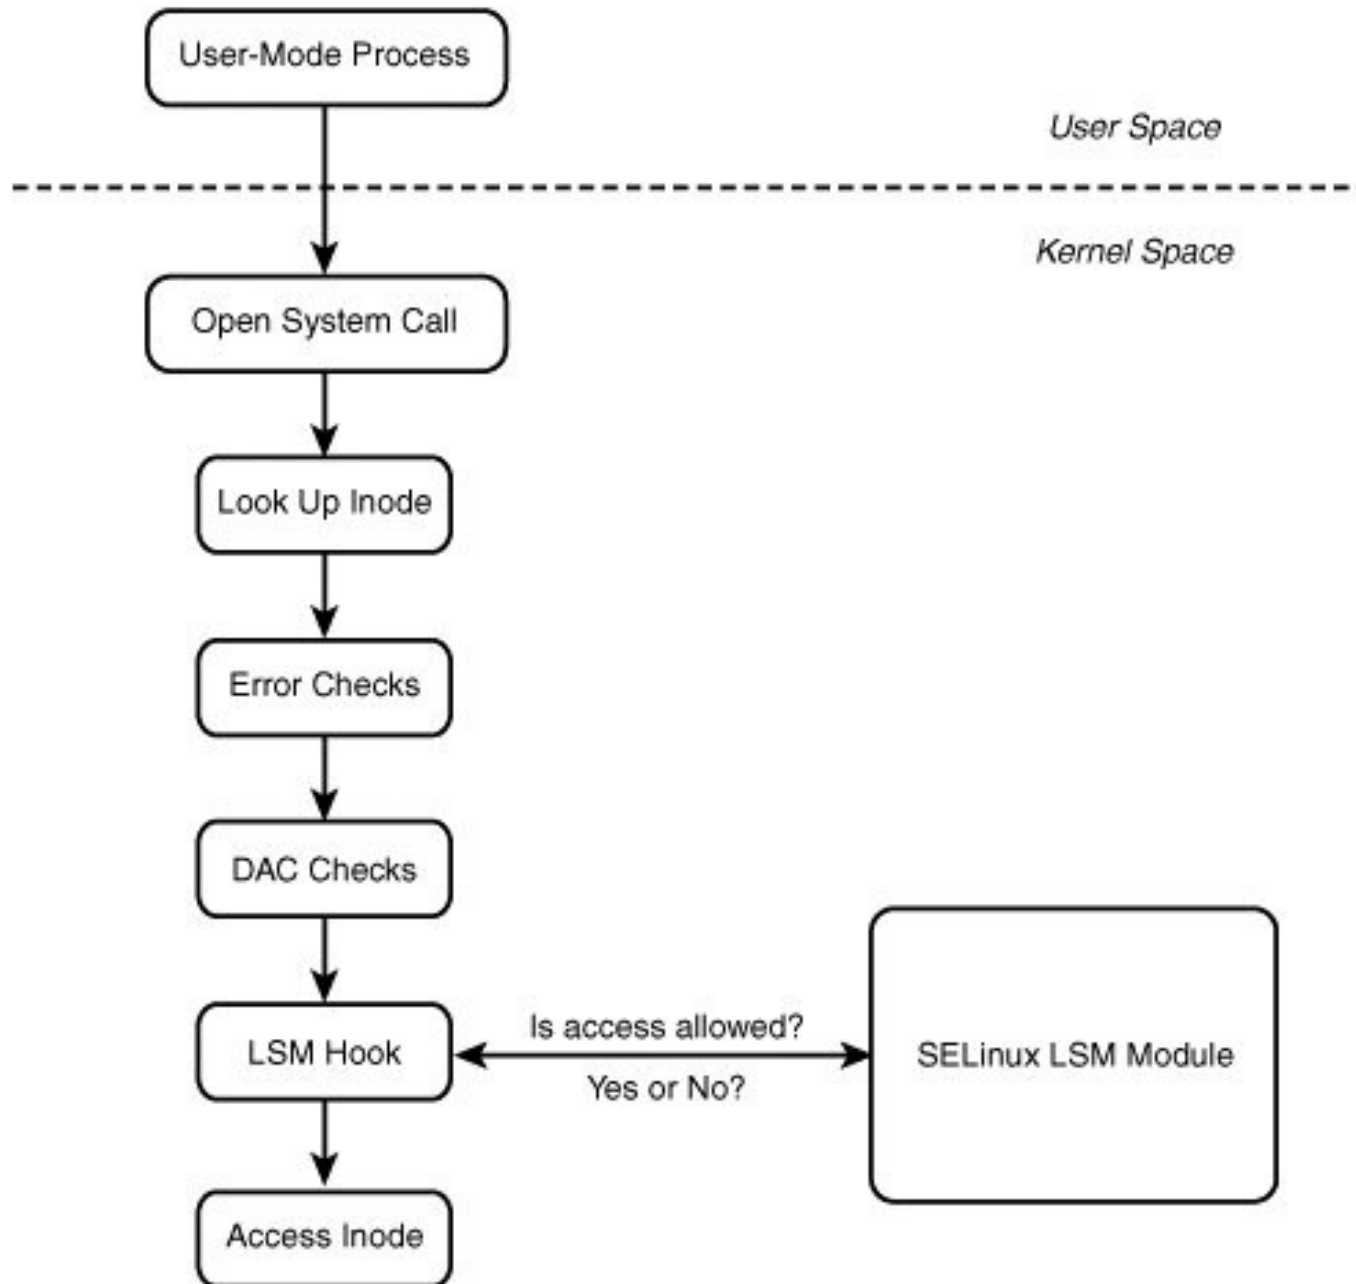 User-Mode Process
User Space
Kernel Space
Open System Call
Look Up Inode
Error Checks
DAC Checks
LSM Hook
Is access allowed?
Yes or No?
SELinux LSM Module
Access Inode